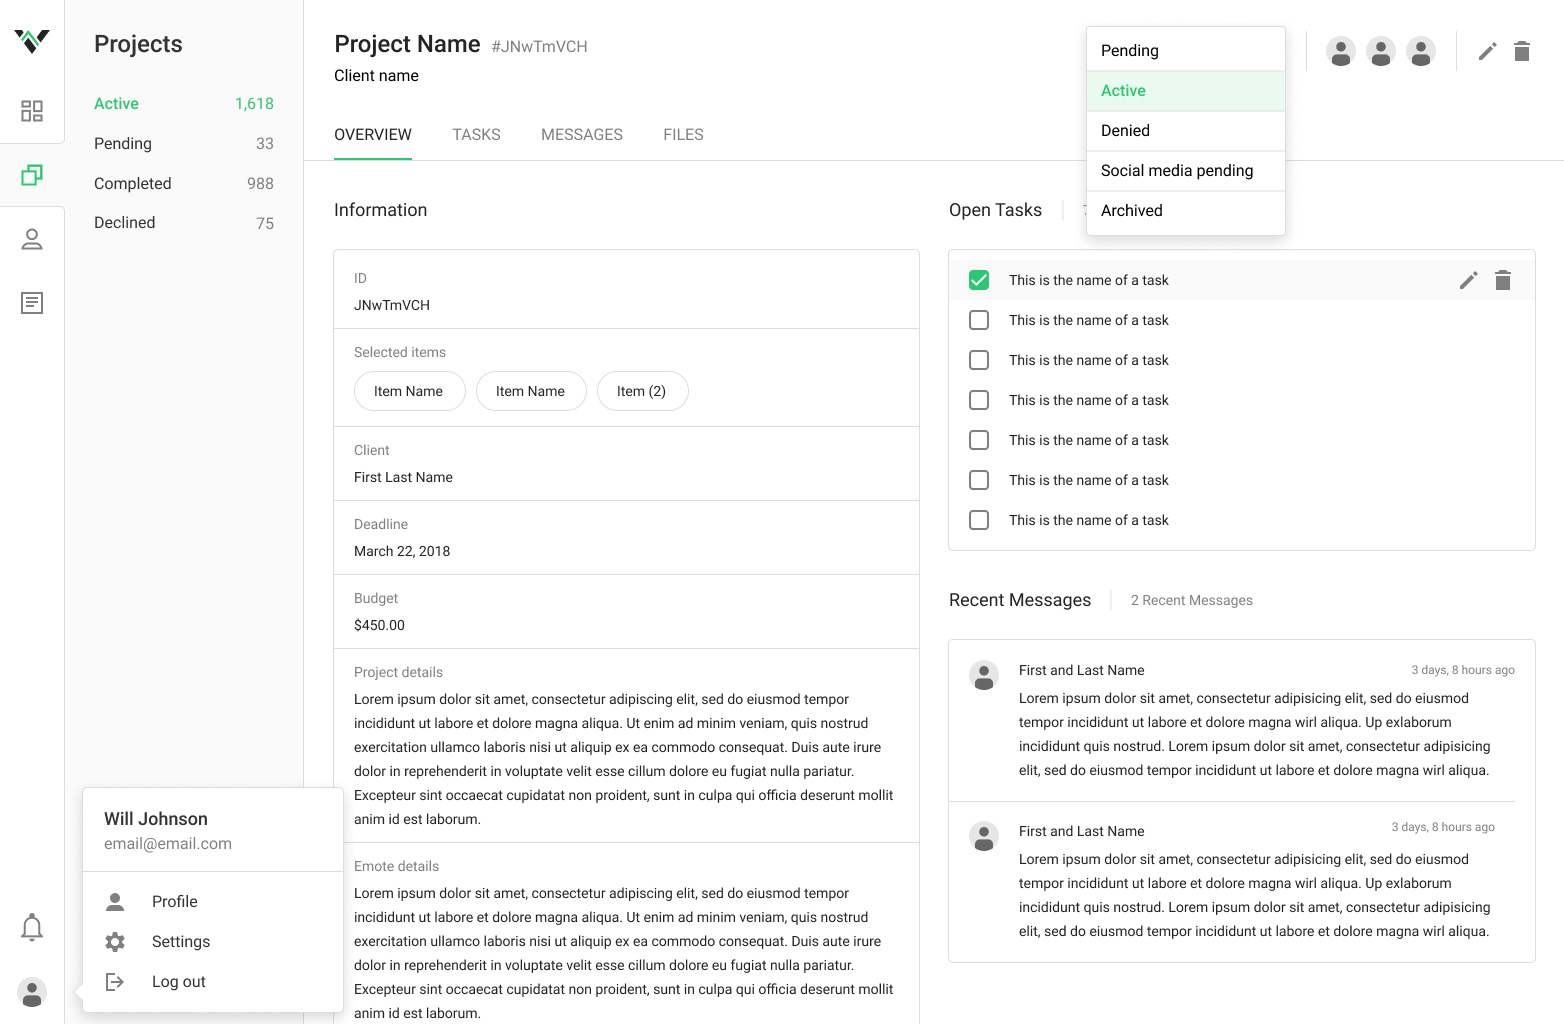 Projects
Active 1,618
Pending 33
Completed 988
Declined 75
Will Johnson
email@email.com
Profile
Settings
Log out
Project Name #JNwTmVCH
Client name
OVERVIEW TASKS MESSAGES FILES
Pending
Active
Denied
Social media pending
Archived
Information
ID
JNwTmVCH
Selected items
Item Name Item Name Item (2)
Client
First Last Name
Deadline
March 22, 2018
Budget
$450.00
Project details
Lorem ipsum dolor sit amet, consectetur adipiscing elit, sed do eiusmod tempor
incididunt ut labore et dolore magna aliqua. Ut enim ad minim veniam, quis nostrud
exercitation ullamco laboris nisi ut aliquip ex ea commodo consequat. Duis aute irure
dolor in reprehenderit in voluptate velit esse cillum dolore eu fugiat nulla pariatur.
Excepteur sint occaecat cupidatat non proident, sunt in culpa qui officia deserunt mollit
anim id est laborum.
Emote details
Lorem ipsum dolor sit amet, consectetur adipiscing elit, sed do eiusmod tempor
incididunt ut labore et dolore magna aliqua. Ut enim ad minim veniam, quis nostrud
exercitation ullamco laboris nisi ut aliquip ex ea commodo consequat. Duis aute irure
dolor in reprehenderit in voluptate velit esse cillum dolore eu fugiat nulla pariatur.
Excepteur sint occaecat cupidatat non proident, sunt in culpa qui officia deserunt mollit
anim id est laborum.
Open Tasks
This is the name of a task
This is the name of a task
This is the name of a task
This is the name of a task
This is the name of a task
This is the name of a task
This is the name of a task
Recent Messages 2 Recent Messages
First and Last Name 3 days, 8 hours ago
Lorem ipsum dolor sit amet, consectetur adipisicing elit, sed do eiusmod
tempor incididunt ut labore et dolore magna wirl aliqua. Up exlaborum
incididunt quis nostrud. Lorem ipsum dolor sit amet, consectetur adipisicing
elit, sed do eiusmod tempor incididunt ut labore et dolore magna wirl aliqua.
First and Last Name 3 days, 8 hours ago
Lorem ipsum dolor sit amet, consectetur adipisicing elit, sed do eiusmod
tempor incididunt ut labore et dolore magna wirl aliqua. Up exlaborum
incididunt quis nostrud. Lorem ipsum dolor sit amet, consectetur adipisicing
elit, sed do eiusmod tempor incididunt ut labore et dolore magna wirl aliqua.